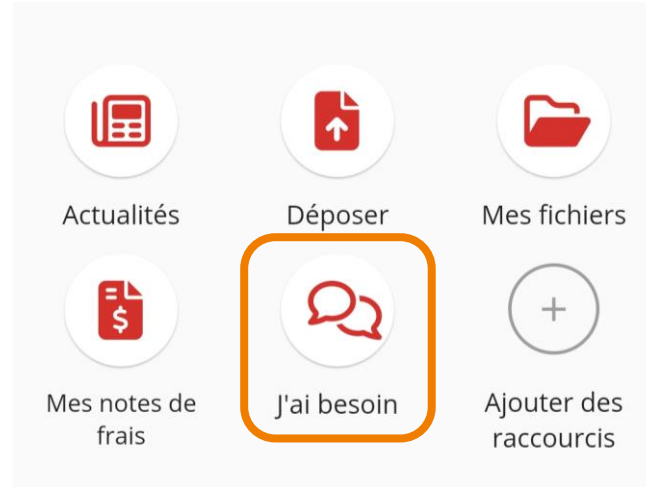 Actualités
Déposer
Mes fichiers
$
Mes notes de
frais
J'ai besoin
Ajouter des
raccourcis